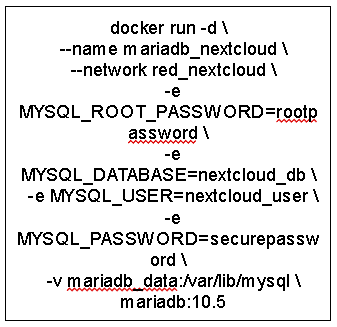 docker run -d \
--name mariadb_nextcloud \
--network red_nextcloud \
-e
MYSQL_ROOT_PASSWORD=rootp
assword \
-e
MYSQL_DATABASE=nextcloud_db \
-e MYSQL_USER=nextcloud_user \
-e
MYSQL_PASSWORD=securepassw
ord \
-v mariadb_data:/var/lib/mysql \
mariadb:10.5